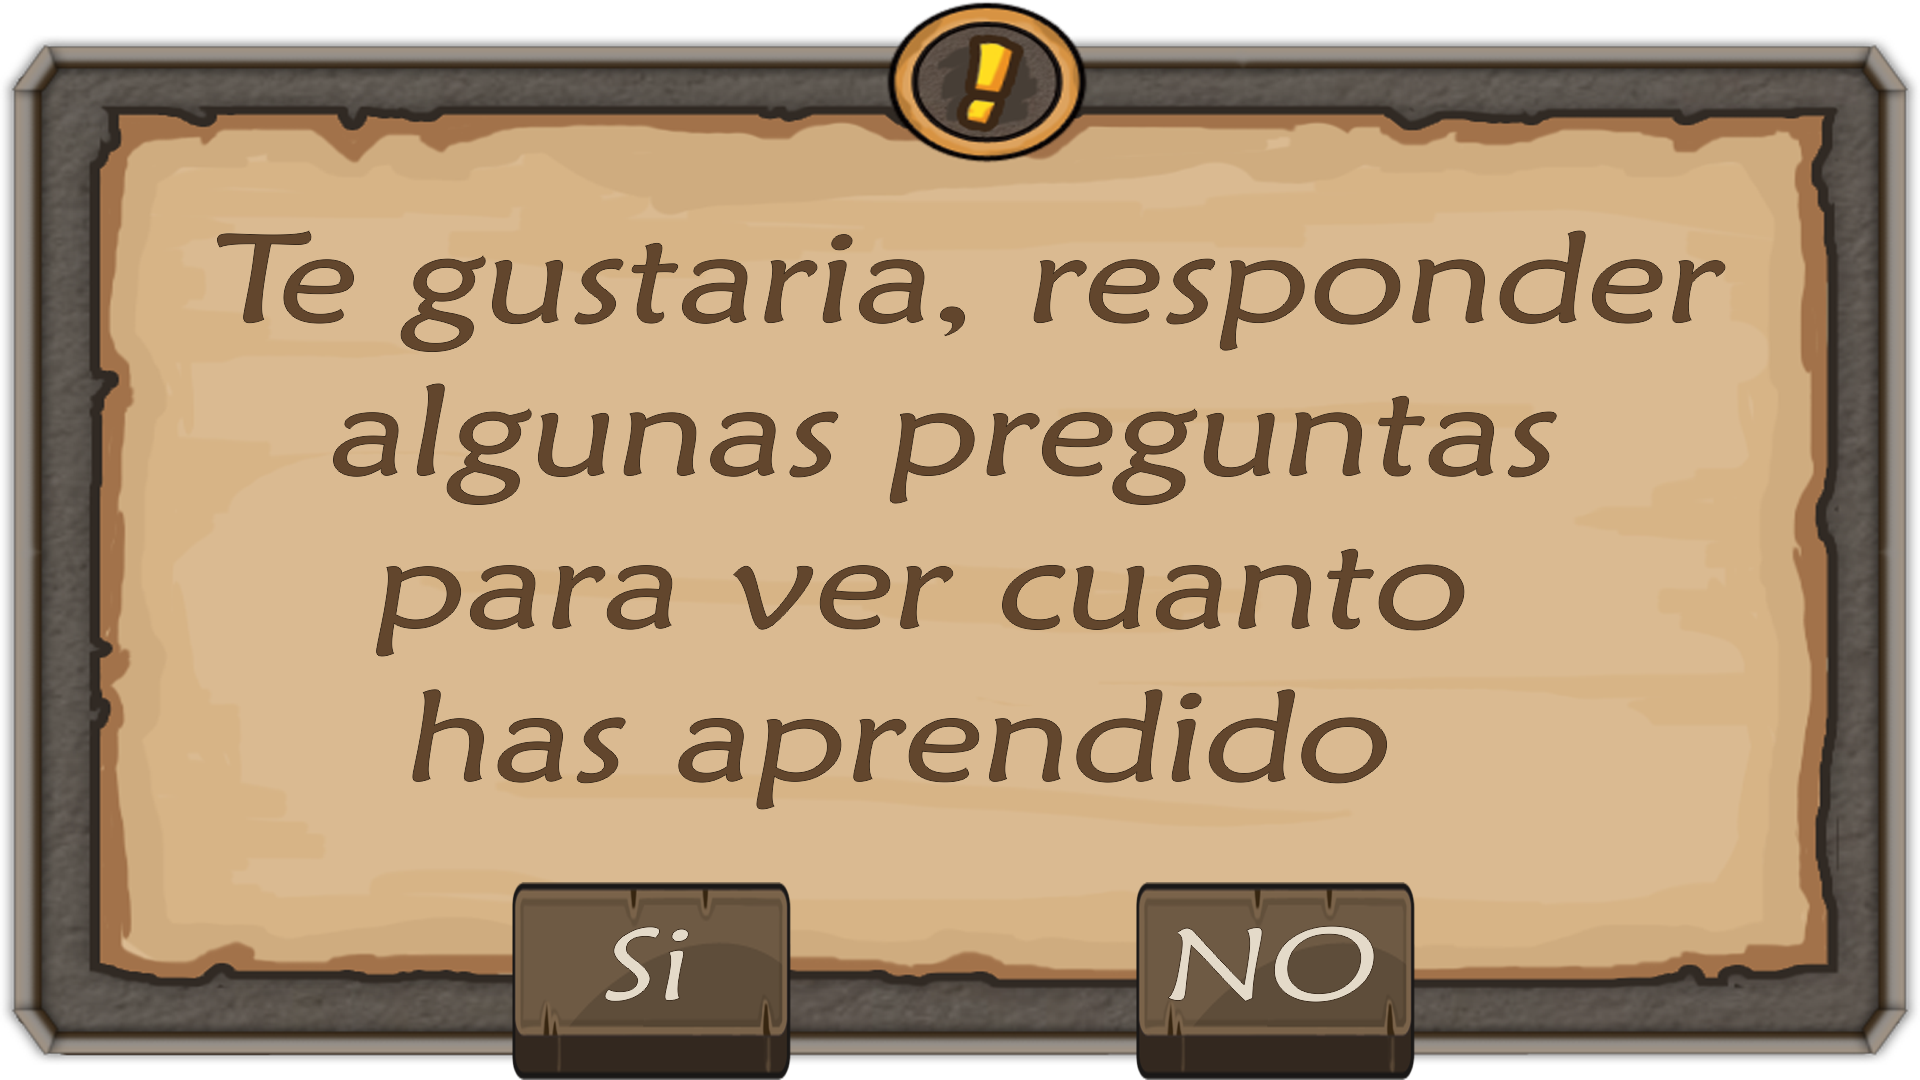 Te gustaria, responder
algunas preguntas
para ver cuanto
has aprendido
Si
NO